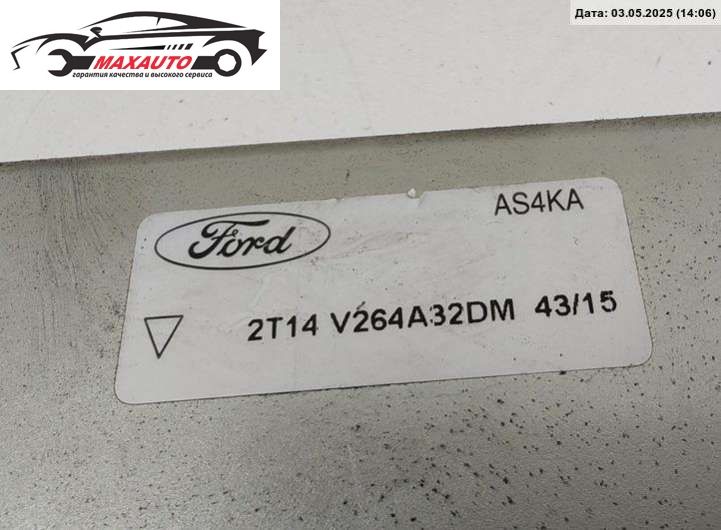 MAXAUTO
гарантия качества и высокого сервиса
Дата: 03.05.2025 (14:06)
AS4KA
Ford
2T14 V264A32DM 43/15